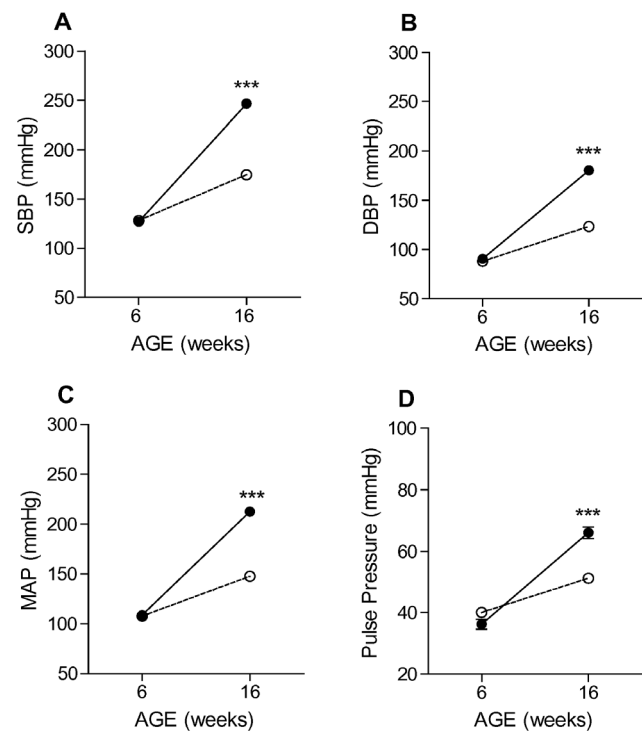 A
300
250
200
150
100
50
SBP (mmHg)
***
6 16
AGE (weeks)
B
300
250
200
150
100
50
DBP (mmHg)
***
6 16
AGE (weeks)
C
300
250
200
150
100
50
MAP (mmHg)
***
6 16
AGE (weeks)
D
100
80
60
40
20
Pulse Pressure (mmHg)
***
6 16
AGE (weeks)